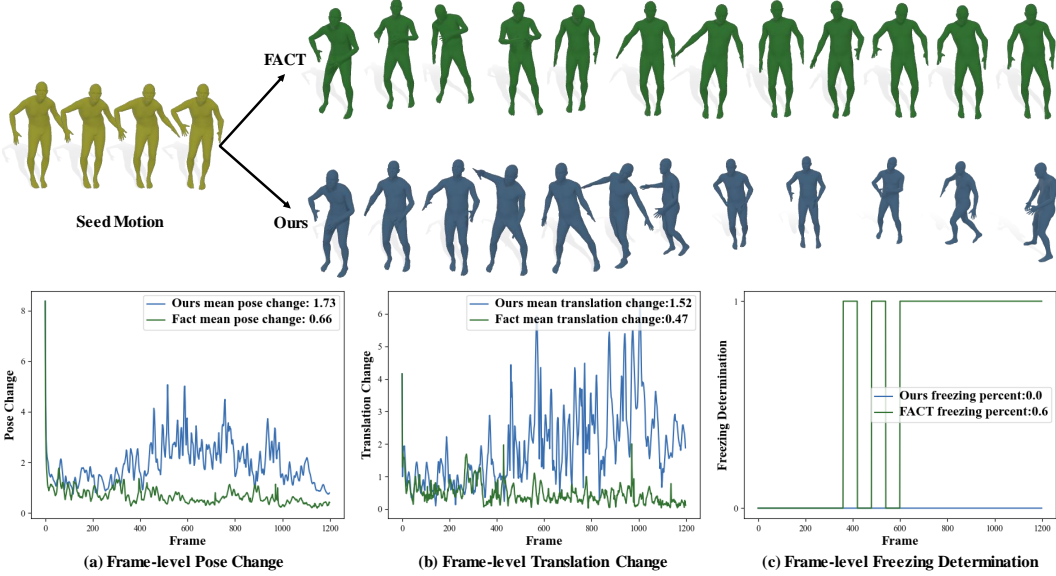 FACT
Seed Motion
Ours
Ours mean pose change: 1.73
Fact mean pose change: 0.66
Pose Change
0
2
4
6
8
0 200 400 600 800 1000 1200
Frame
(a) Frame-level Pose Change
Ours mean translation change:1.52
Fact mean translation change:0.47
Translation Change
0
1
2
3
4
5
6
0 200 400 600 800 1000 1200
Frame
(b) Frame-level Translation Change
Ours freezing percent:0.0
FACT freezing percent:0.6
Freezing Determination
0
1
0 200 400 600 800 1000 1200
Frame
(c) Frame-level Freezing Determination